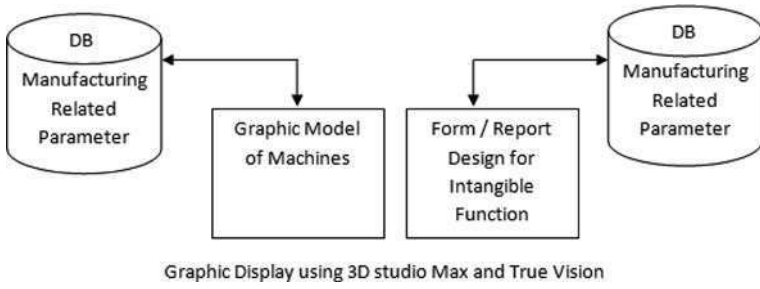 DB
Manufacturing
Related
Parameter
Graphic Model
of Machines
Form / Report
Design for
Intangible
Function
DB
Manufacturing
Related
Parameter
Graphic Display using 3D studio Max and True Vision